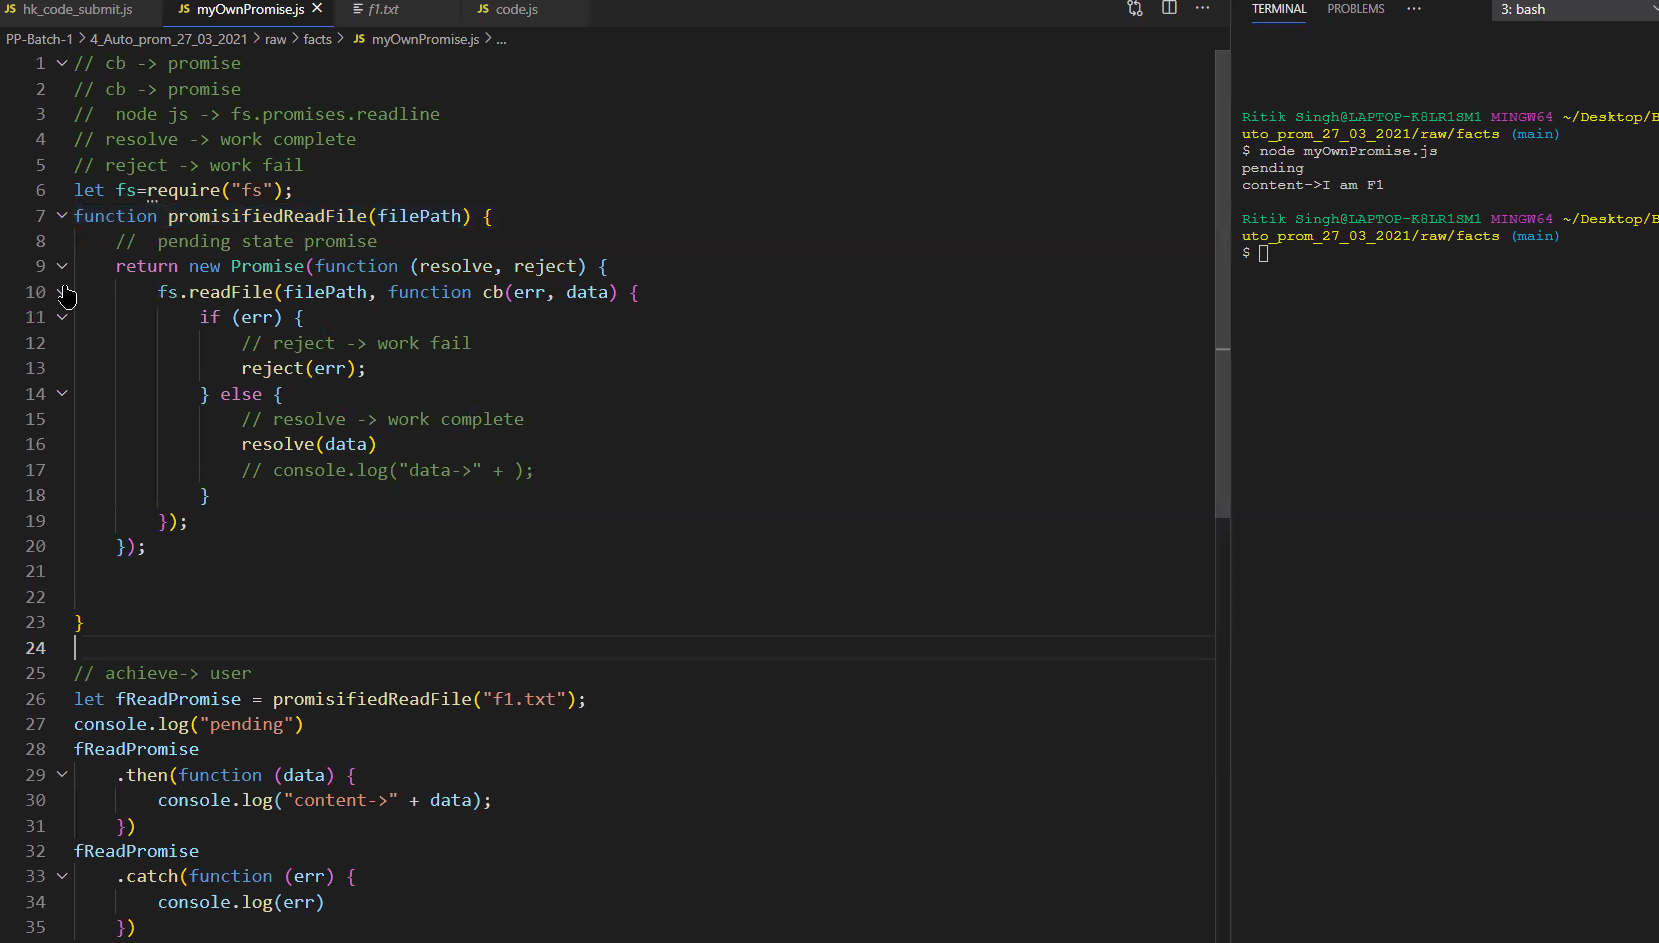 hk_code_submit.js
myOwnPromise.js
f1.txt
code.js
PP-Batch-1 > 4_Auto_prom_27_03_2021 > raw > facts > JS myOwnPromise.js > ...
1 // cb -> promise
2 // cb -> promise
3 //  node js -> fs.promises.readline
4 // resolve -> work complete
5 // reject -> work fail
6 let fs=require("fs");
7 function promisifiedReadFile(filePath) {
8     //  pending state promise
9     return new Promise(function (resolve, reject) {
10         fs.readFile(filePath, function cb(err, data) {
11             if (err) {
12                 // reject -> work fail
13                 reject(err);
14             } else {
15                 // resolve -> work complete
16                 resolve(data)
17                 // console.log("data->" + );
18             }
19         });
20     });
21
22
23 }
24
25 // achieve-> user
26 let fReadPromise = promisifiedReadFile("f1.txt");
27 console.log("pending")
28 fReadPromise
29     .then(function (data) {
30         console.log("content->" + data);
31     })
32 fReadPromise
33     .catch(function (err) {
34         console.log(err)
35     })
TERMINAL PROBLEMS ... 3: bash
Ritik Singh@LAPTOP-K8LR1SM1 MINGW64 ~/Desktop/B
uto_prom_27_03_2021/raw/facts (main)
$ node myOwnPromise.js
pending
content->I am F1
Ritik Singh@LAPTOP-K8LR1SM1 MINGW64 ~/Desktop/B
uto_prom_27_03_2021/raw/facts (main)
$